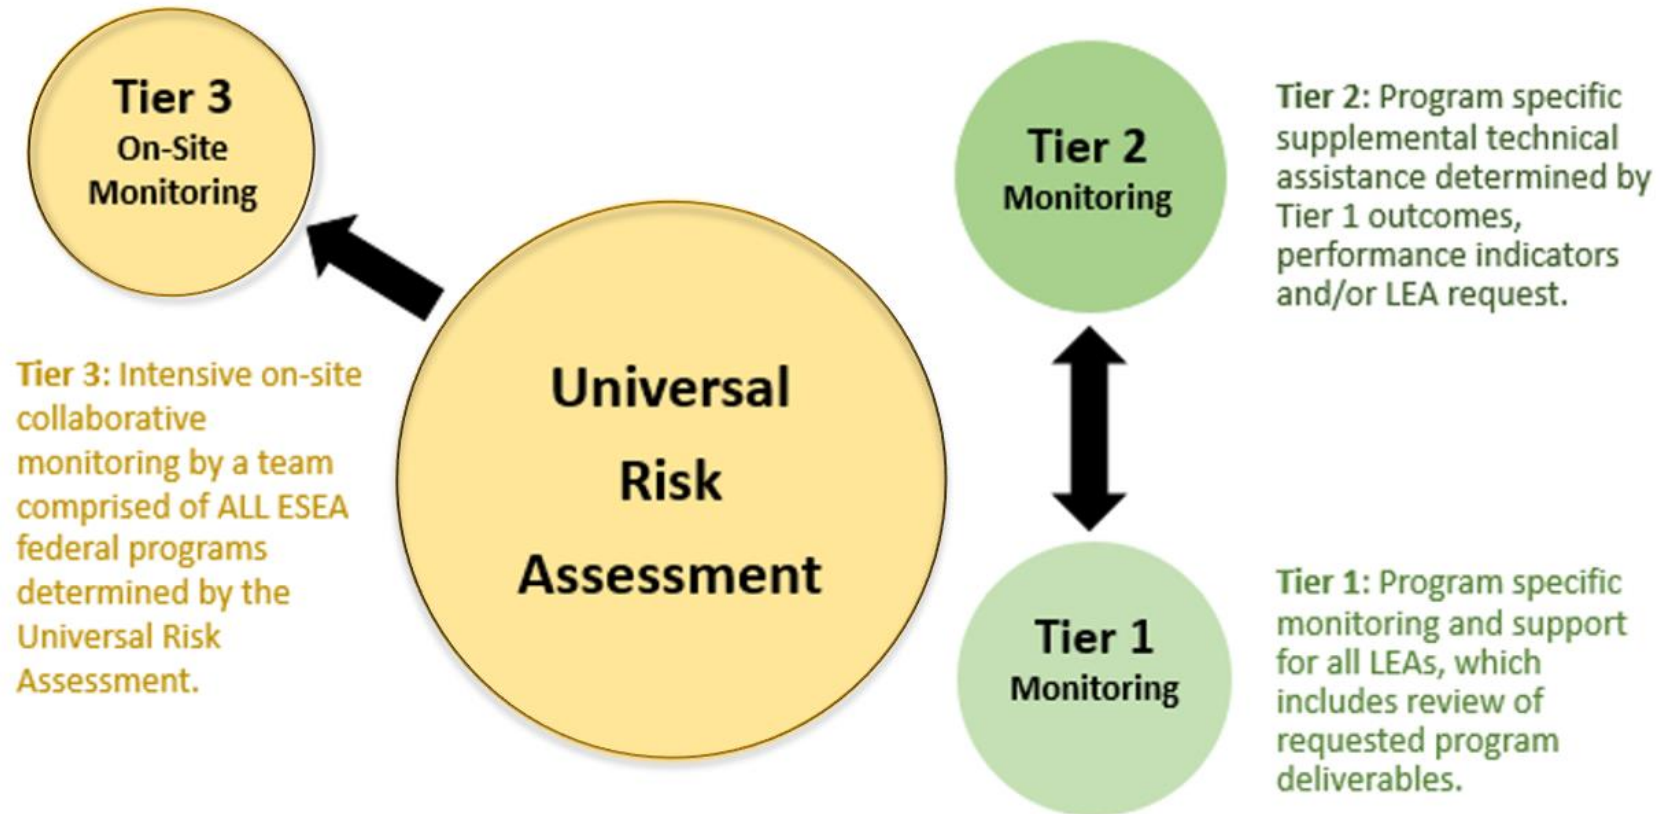 Tier 3
On-Site
Monitoring
Tier 3: Intensive on-site
collaborative
monitoring by a team
comprised of ALL ESEA
federal programs
determined by the
Universal Risk
Assessment.
Universal
Risk
Assessment
Tier 2
Monitoring
Tier 2: Program specific
supplemental technical
assistance determined by
Tier 1 outcomes,
performance indicators
and/or LEA request.
Tier 1
Monitoring
Tier 1: Program specific
monitoring and support
for all LEAs, which
includes review of
requested program
deliverables.